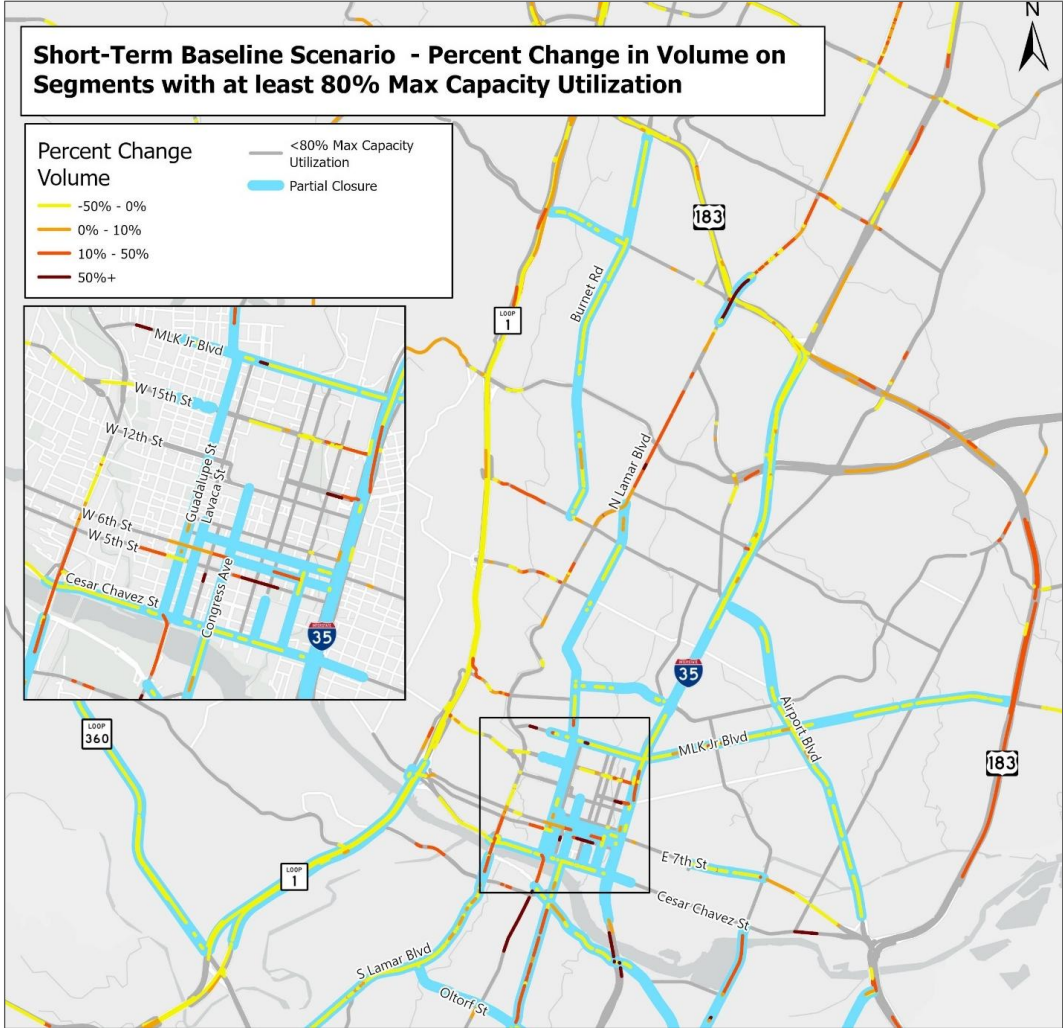 N
Short-Term Baseline Scenario - Percent Change in Volume on
Segments with at least 80% Max Capacity Utilization
Percent Change
Volume
-50% - 0%
0% - 10%
10% - 50%
50%+
<80% Max Capacity
Utilization
Partial Closure
183
LOOP
1
Burnet Rd
N Lamar Blvd
MLK Jr Blvd
W 15th St
W 12th St
Guadalupe St
Lavaca St
W 6th St
W 5th St
Cesar Chavez St
Congress Ave
35
35
LOOP
360
MLK Jr Blvd
Airport Blvd
183
LOOP
1
E 7th St
Cesar Chavez St
S Lamar Blvd
Oltorf St